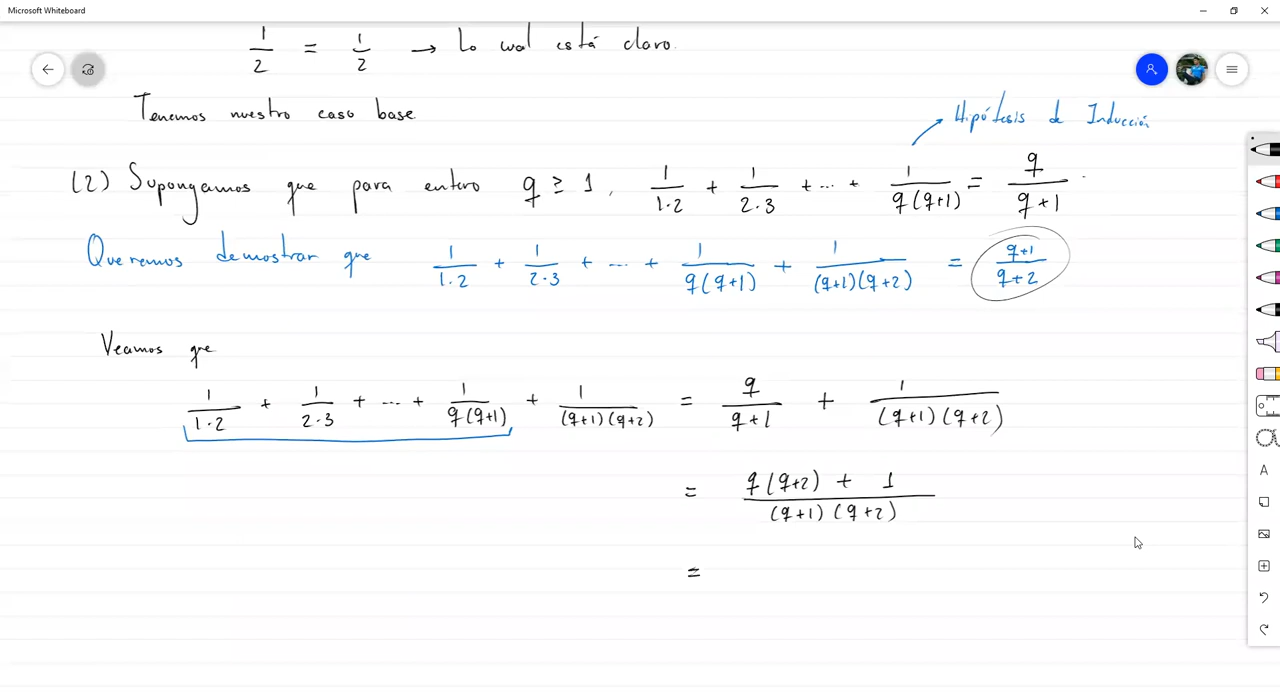 Microsoft Whiteboard
1/2 = 1/2 → Lo cual está claro.
Tenemos nuestro caso base.
Hipótesis de Inducción
(2) Supongamos que para entero q ≥ 1, 1/(1·2) + 1/(2·3) + ... + 1/(q(q+1)) = q/(q+1).
Queremos demostrar que 1/(1·2) + 1/(2·3) + ... + 1/(q(q+1)) + 1/((q+1)(q+2)) = (q+1)/(q+2)
Veamos que
1/(1·2) + 1/(2·3) + ... + 1/(q(q+1)) + 1/((q+1)(q+2)) = q/(q+1) + 1/((q+1)(q+2))
= (q(q+2) + 1)/((q+1)(q+2))
=
A